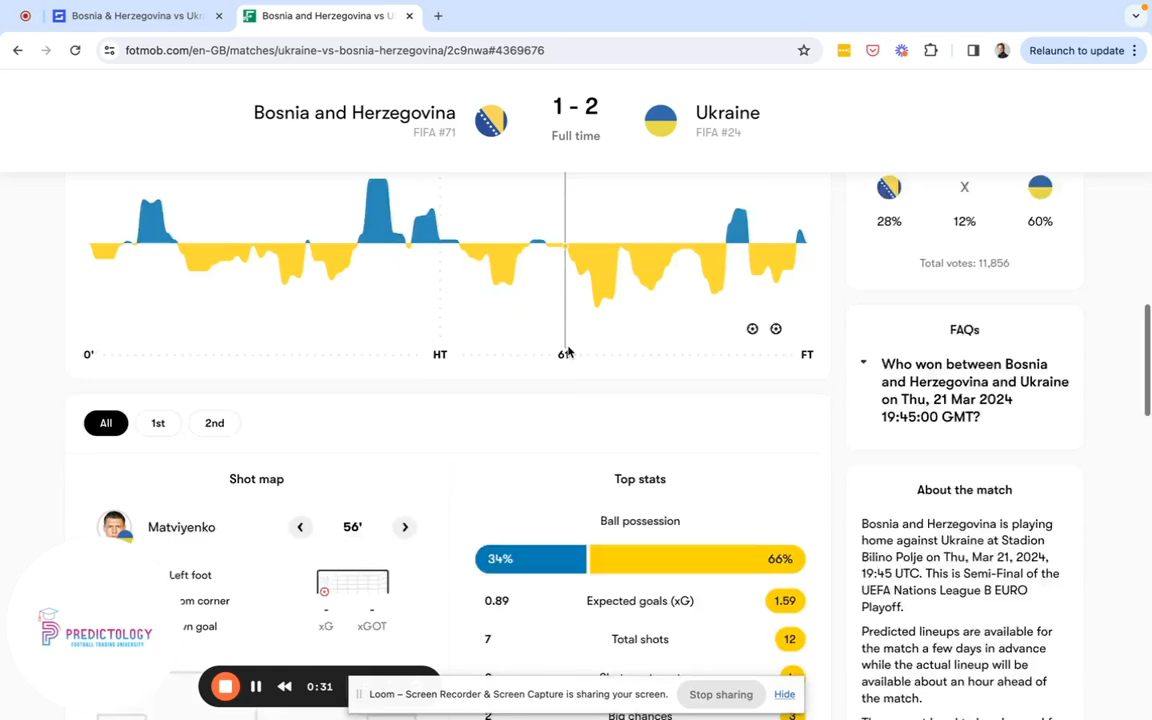 Bosnia & Herzegovina vs Ukr
Bosnia and Herzegovina vs U
fotmob.com/en-GB/matches/ukraine-vs-bosnia-herzegovina/2c9nwa#4369676
Relaunch to update
Bosnia and Herzegovina
FIFA #71
1 - 2
Full time
Ukraine
FIFA #24
0'
HT
61'
FT
28%
X
12%
60%
Total votes: 11,856
FAQs
Who won between Bosnia
and Herzegovina and Ukraine
on Thu, 21 Mar 2024
19:45:00 GMT?
All
1st
2nd
Shot map
Matviyenko
56'
Left foot
om corner
vn goal
-
-
xG
xGOT
Top stats
Ball possession
34%
66%
0.89
Expected goals (xG)
1.59
7
Total shots
12
2
Big chances
3
About the match
Bosnia and Herzegovina is playing
home against Ukraine at Stadion
Bilino Polje on Thu, Mar 21, 2024,
19:45 UTC. This is Semi-Final of the
UEFA Nations League B EURO
Playoff.
Predicted lineups are available for
the match a few days in advance
while the actual lineup will be
available about an hour ahead of
the match.
PREDICTOLOGY
FOOTBALL TRADING UNIVERSITY
0:31
Loom – Screen Recorder & Screen Capture is sharing your screen.
Stop sharing
Hide